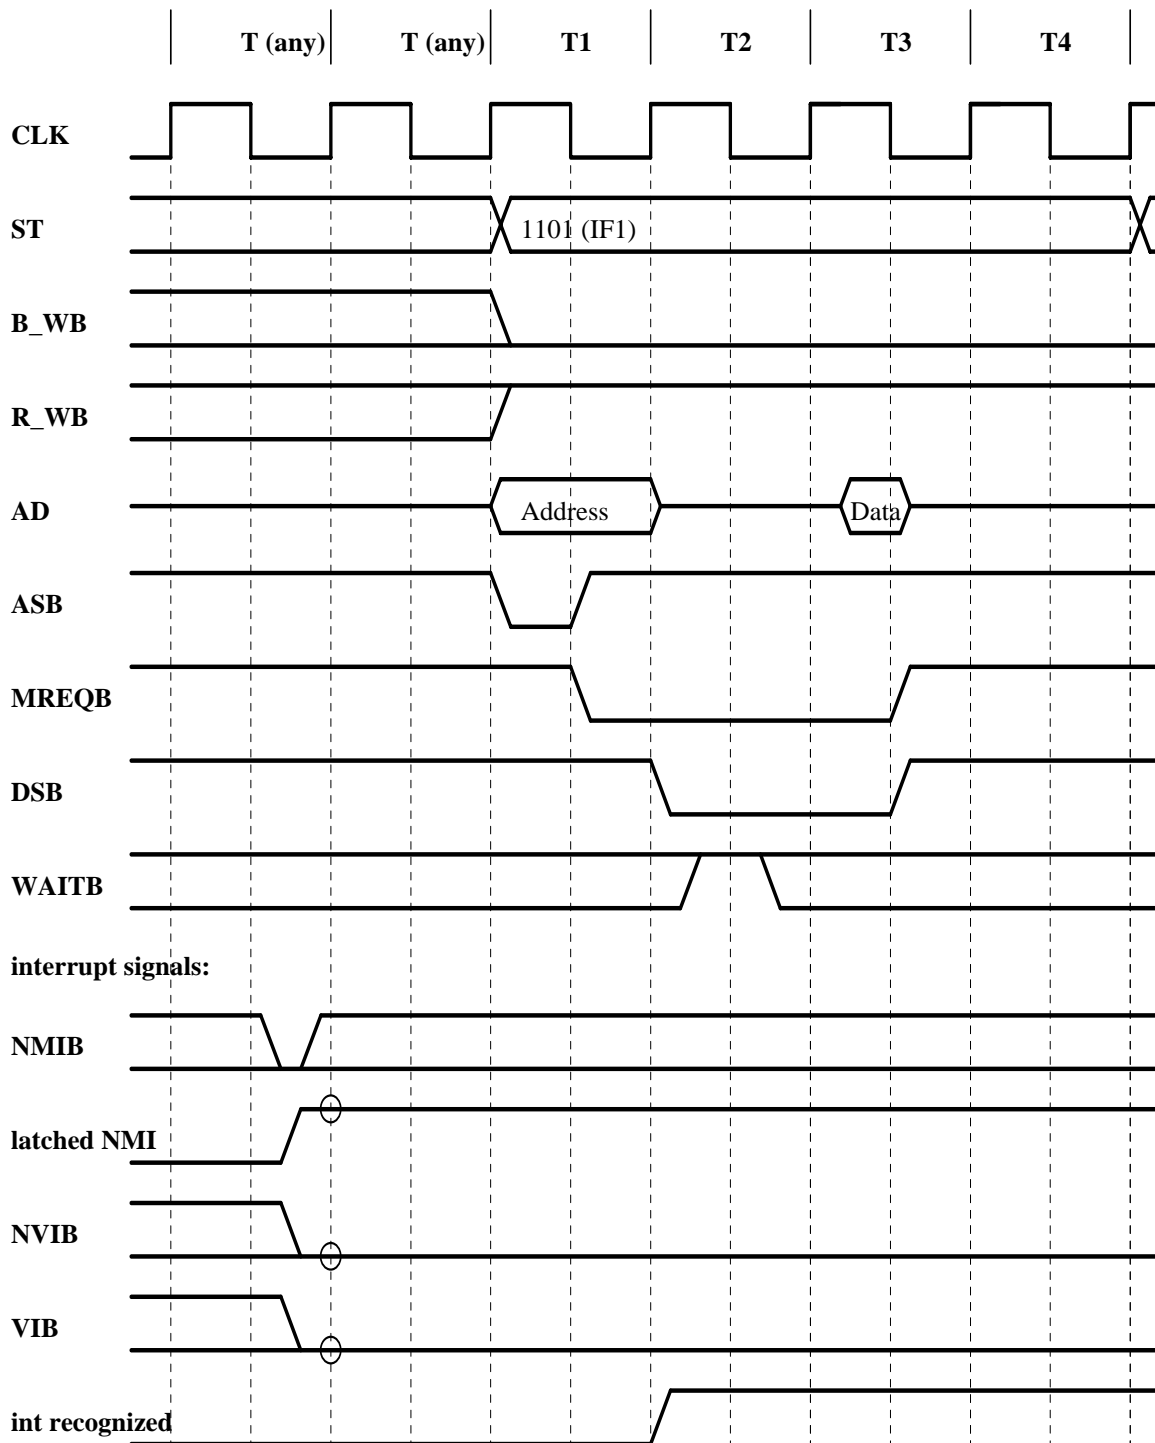 T (any) T (any) T1 T2 T3 T4
CLK
ST 1101 (IF1)
B_WB
R_WB
AD Address Data
ASB
MREQB
DSB
WAITB
interrupt signals:
NMIB
latched NMI
NVIB
VIB
int recognized